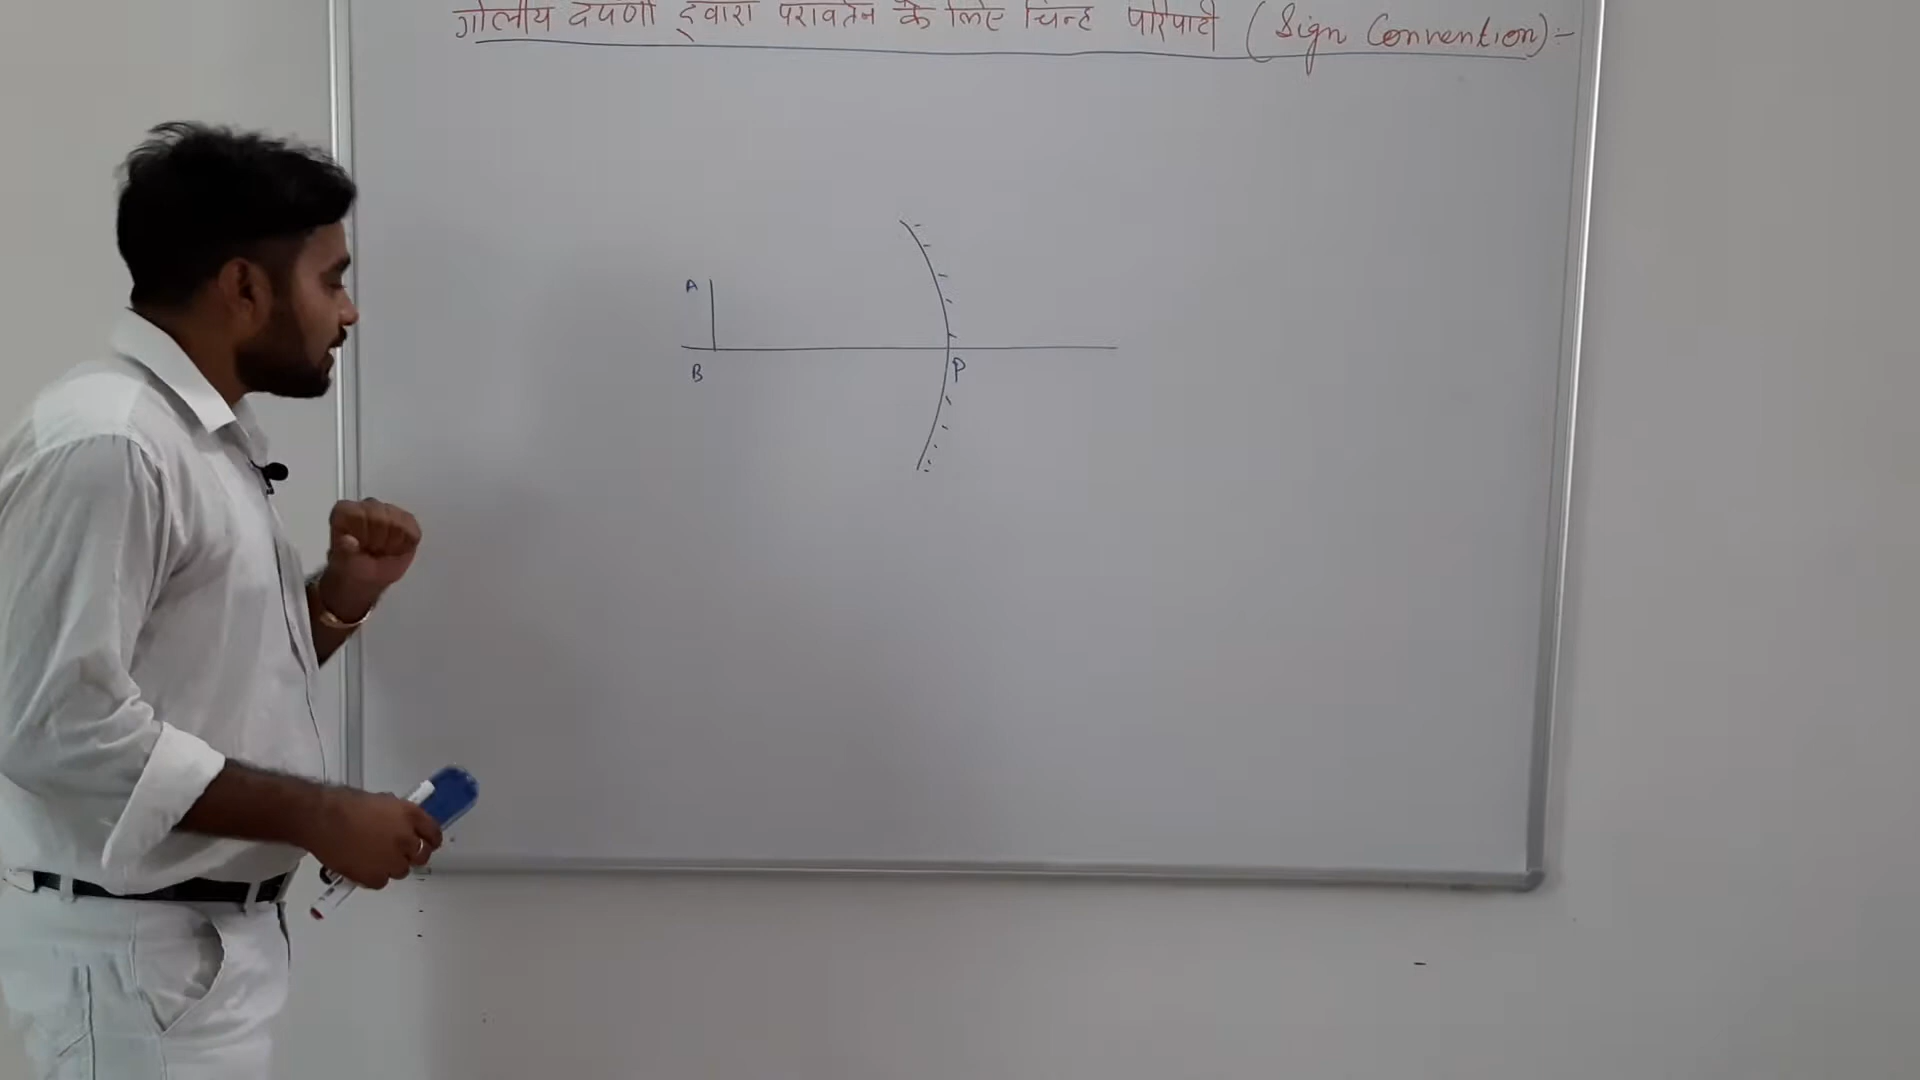 गोलीय दर्पणों द्वारा परावर्तन के लिए चिन्ह परिपाटी (Sign Convention):-
A
B
P